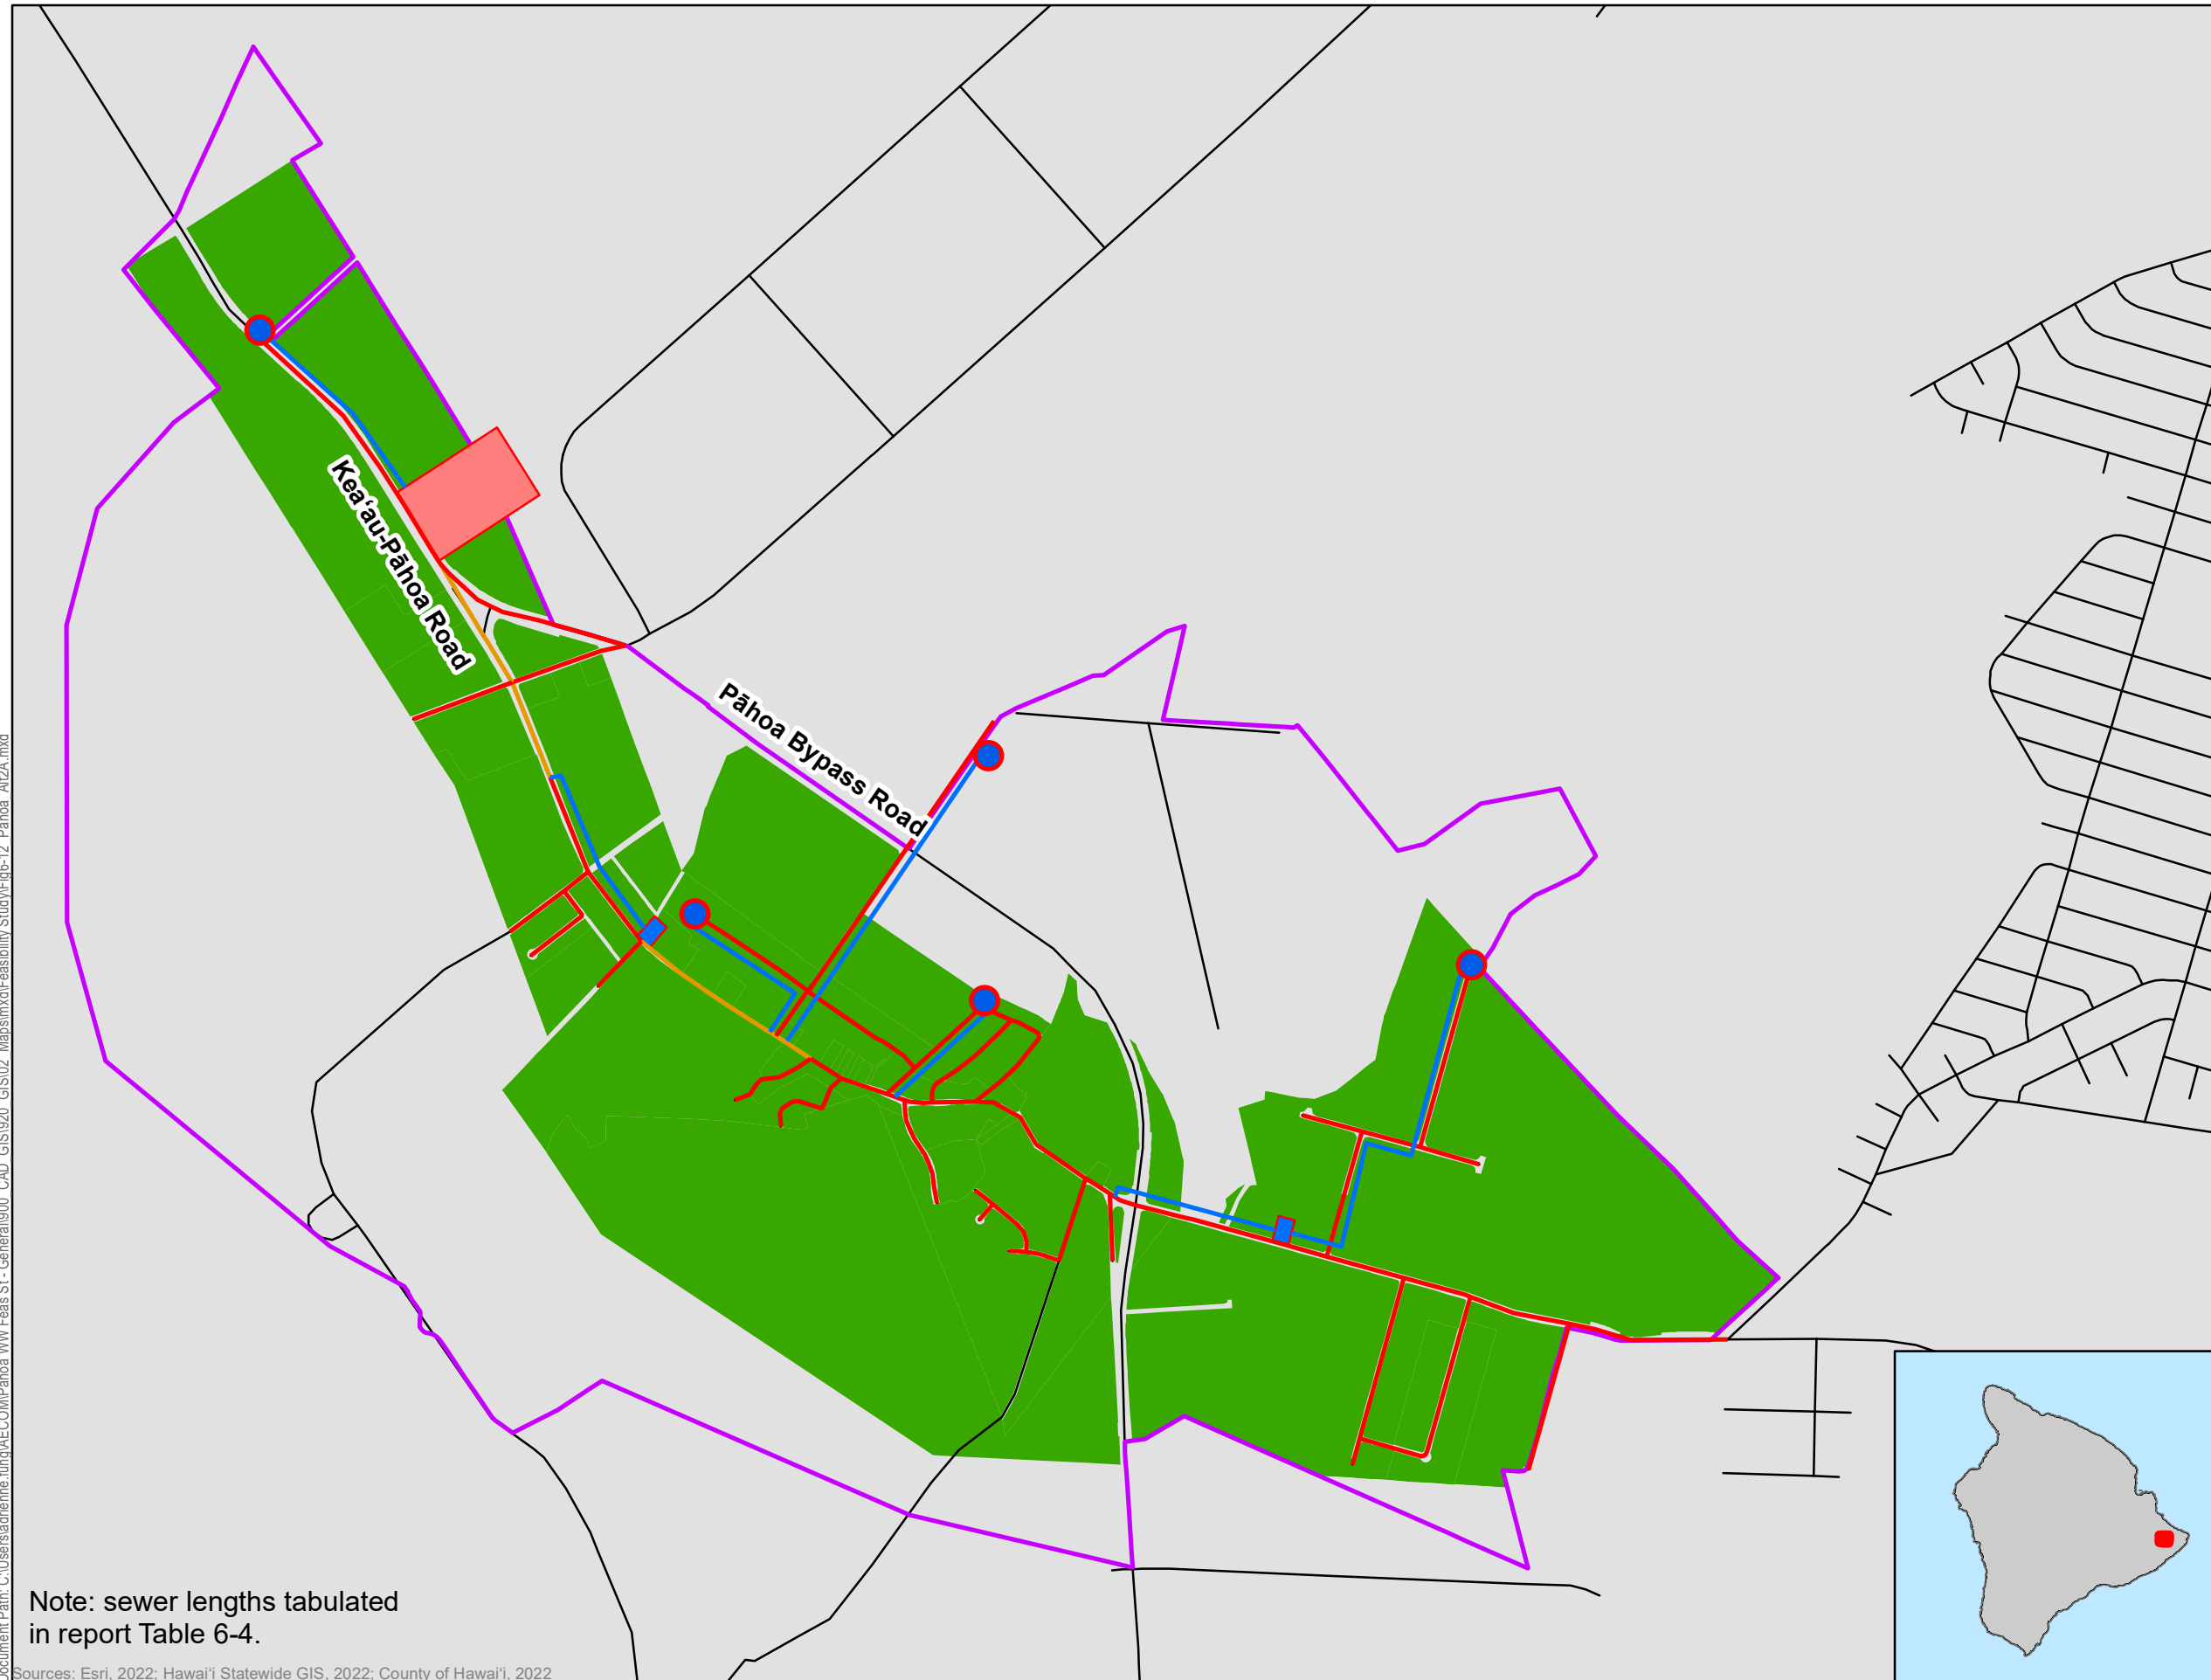 Kea‘au-Pāhoa Road
Pāhoa Bypass Road
Note: sewer lengths tabulated
in report Table 6-4.
Sources: Esri, 2022; Hawai‘i Statewide GIS, 2022; County of Hawai‘i, 2022